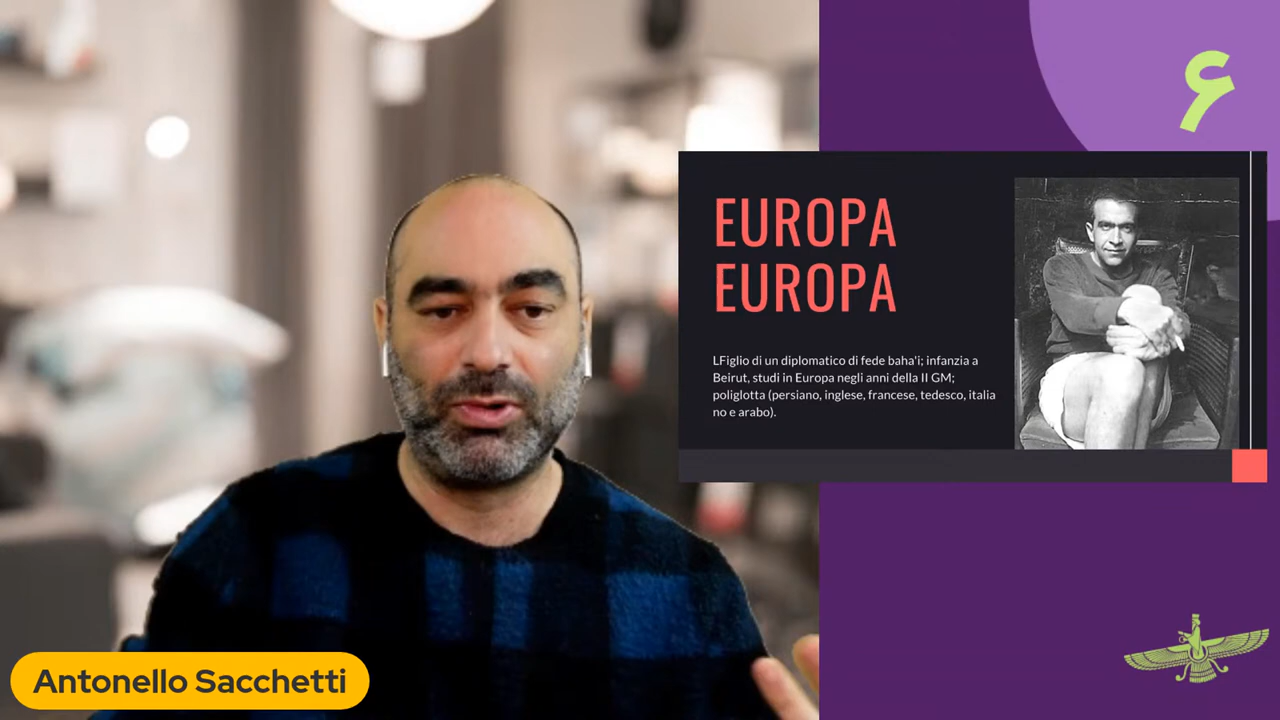 ۶
EUROPA
EUROPA
LFiglio di un diplomatico di fede baha'i; infanzia a
Beirut, studi in Europa negli anni della II GM;
poliglotta (persiano, inglese, francese, tedesco, italia
no e arabo).
Antonello Sacchetti